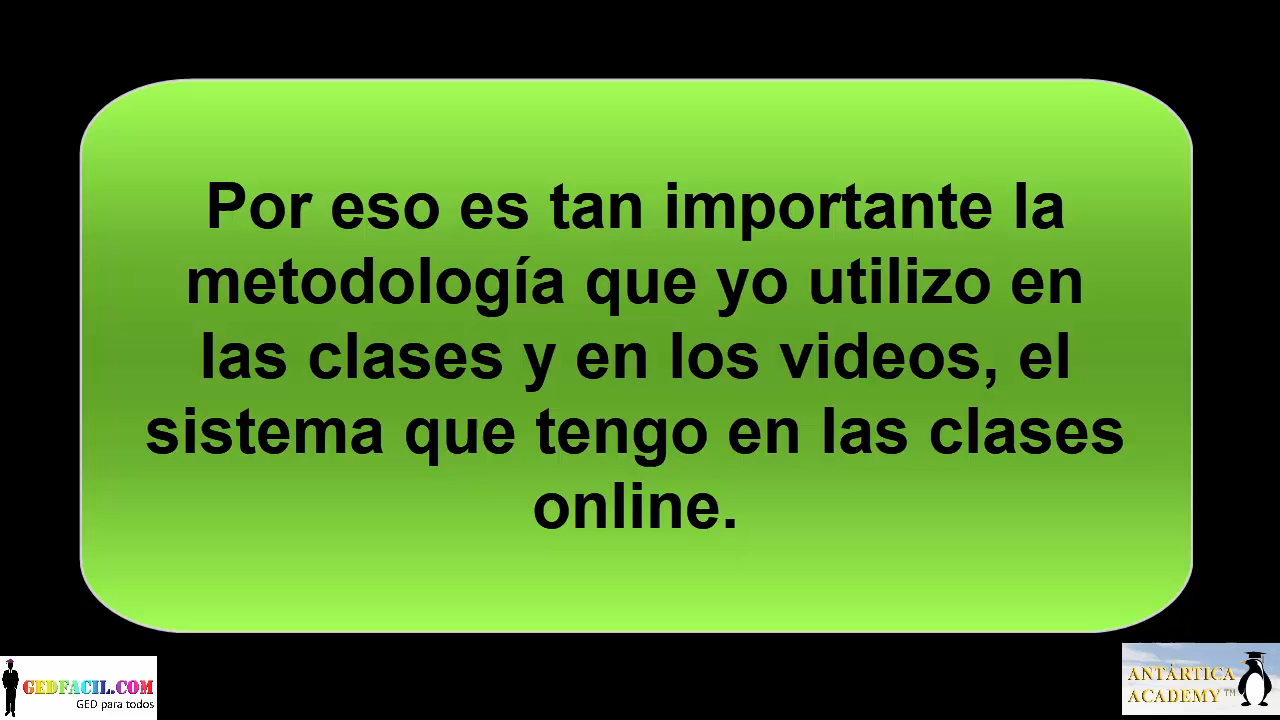 Por eso es tan importante la
metodología que yo utilizo en
las clases y en los videos, el
sistema que tengo en las clases
online.
GEDFACIL.COM
GED para todos
ANTÁRTICA
ACADEMY™